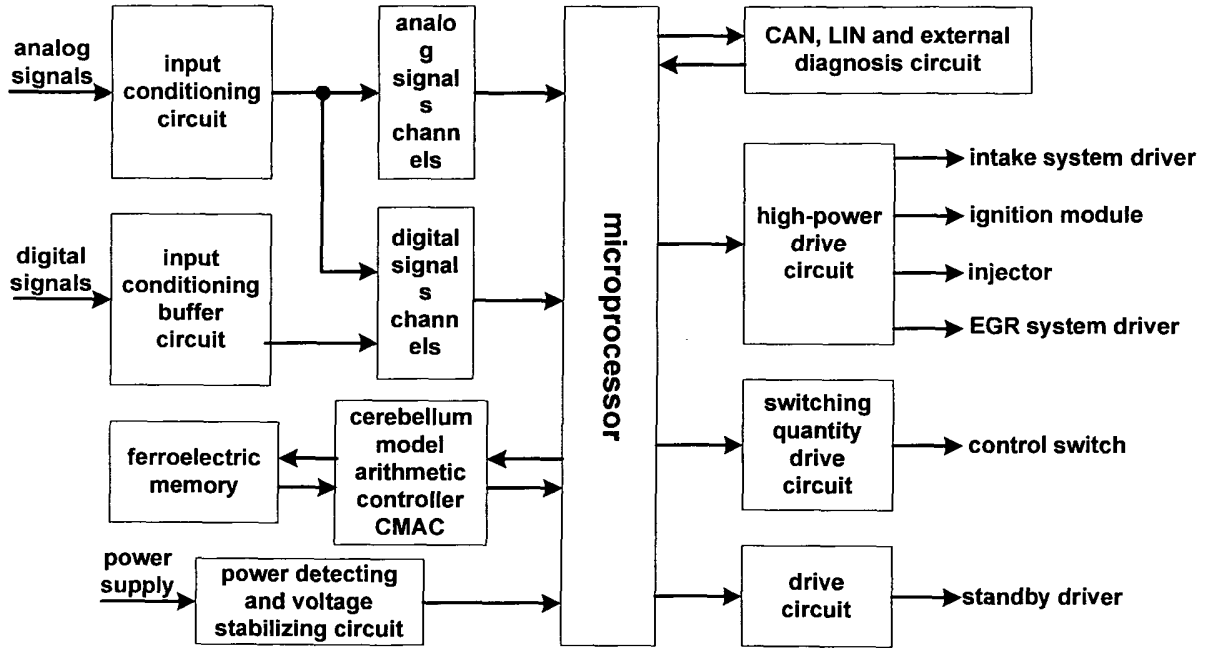 analog
signals
input
conditioning
circuit
analo
g
signal
s
chann
els
digital
signals
input
conditioning
buffer
circuit
digital
signal
s
chann
els
ferroelectric
memory
cerebellum
model
arithmetic
controller
CMAC
power
supply
power detecting
and voltage
stabilizing circuit
microprocessor
CAN, LIN and external
diagnosis circuit
high-power
drive
circuit
intake system driver
ignition module
injector
EGR system driver
switching
quantity
drive
circuit
control switch
drive
circuit
standby driver